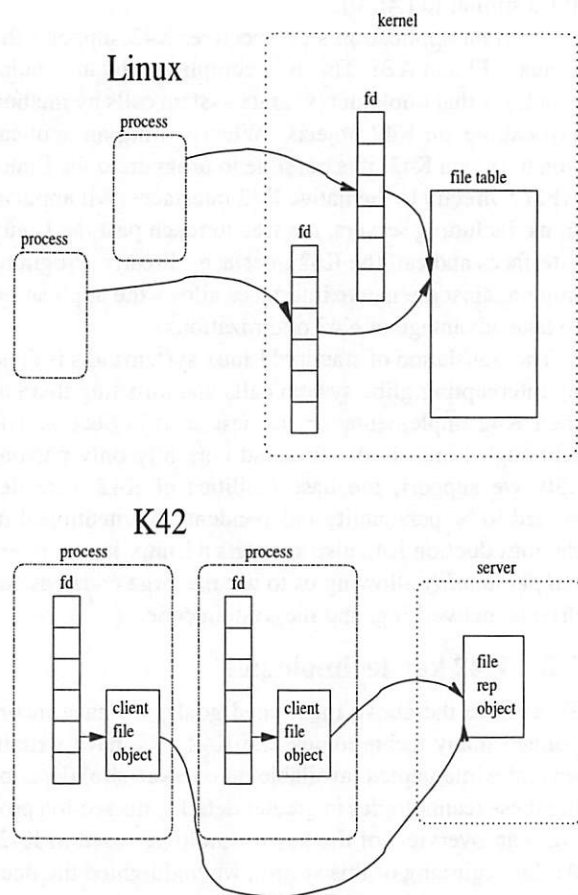 kernel
Linux
process
fd
file table
process
fd
K42
process
process
server
fd
fd
client
file
object
client
file
object
file
rep
object